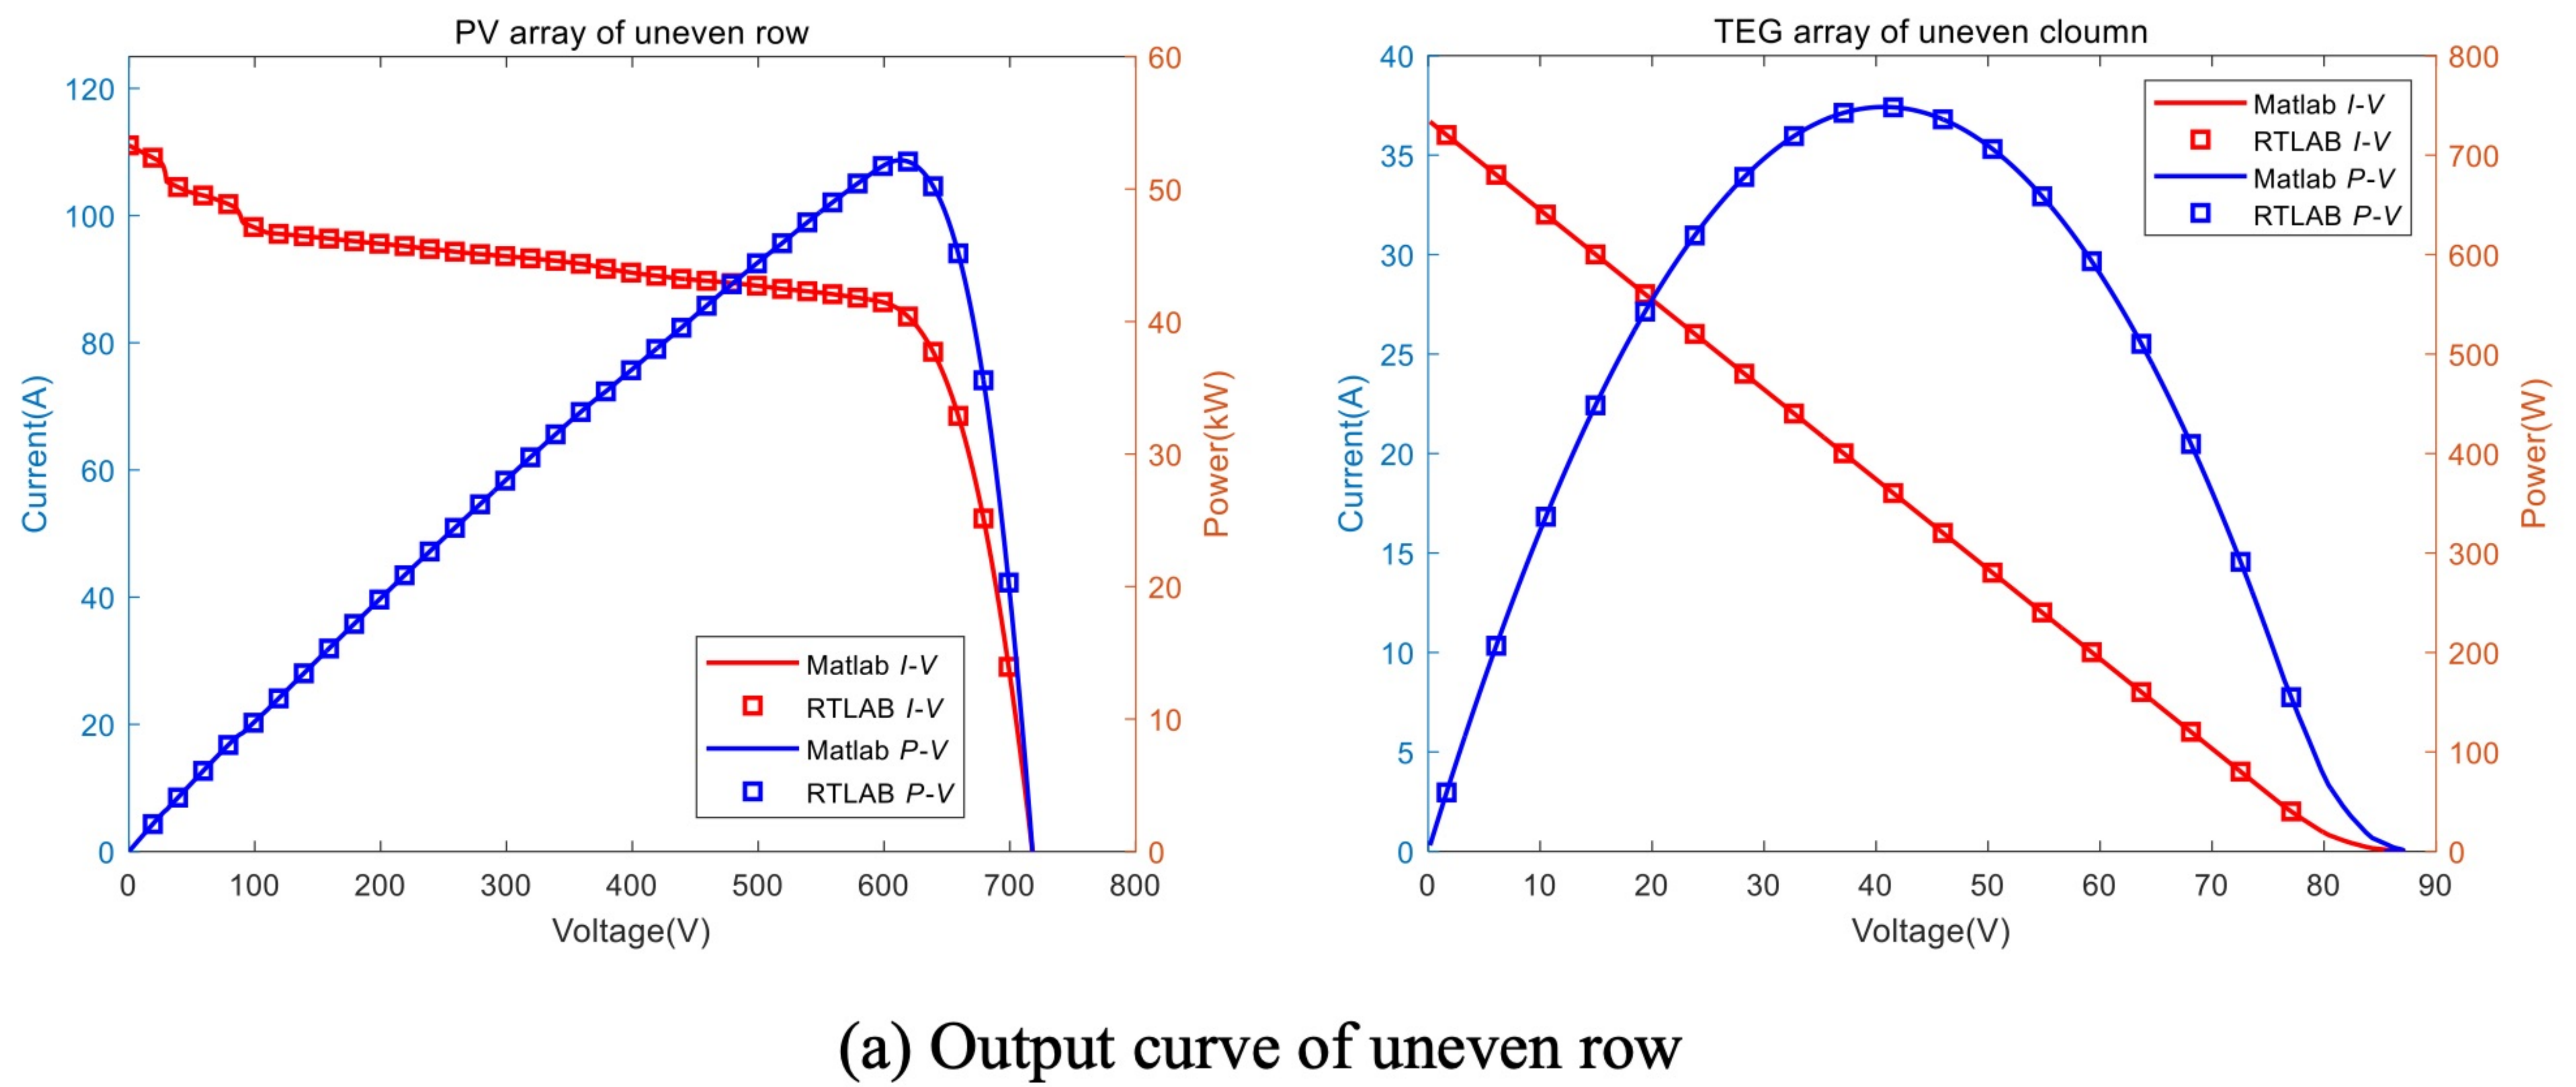 PV array of uneven row
120
100
80
60
40
20
0
Current(A)
60
50
40
30
20
10
0
Power(kW)
Matlab I-V
RTLAB I-V
Matlab P-V
RTLAB P-V
0 100 200 300 400 500 600 700 800
Voltage(V)
TEG array of uneven cloumn
40
35
30
25
20
15
10
5
0
Current(A)
800
700
600
500
400
300
200
100
0
Power(W)
Matlab I-V
RTLAB I-V
Matlab P-V
RTLAB P-V
0 10 20 30 40 50 60 70 80 90
Voltage(V)
(a) Output curve of uneven row